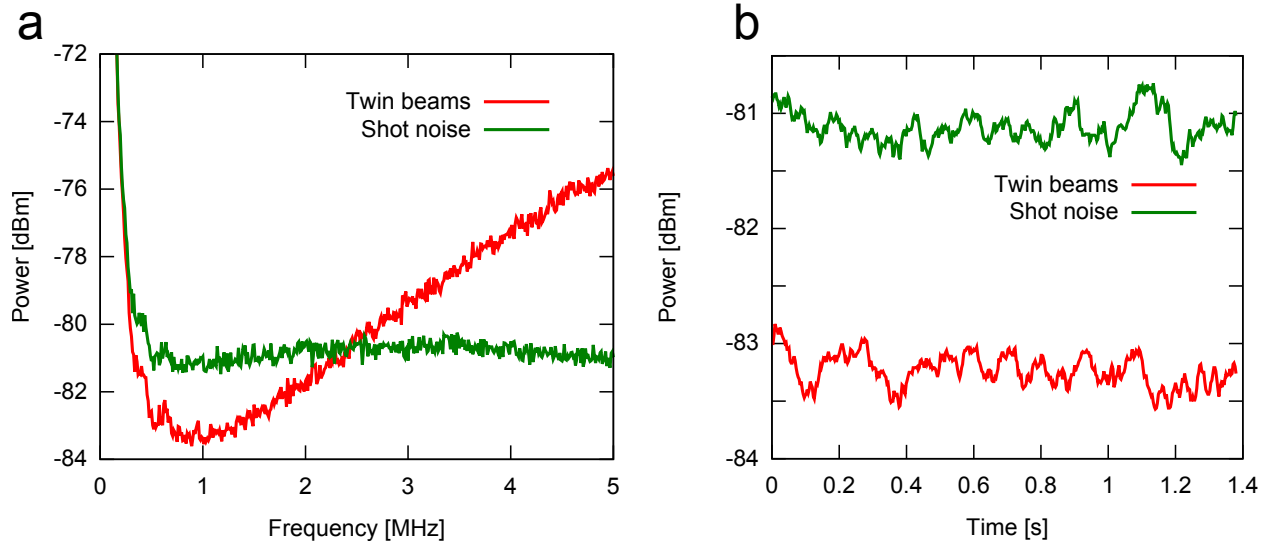 a
-72
-74
-76
-78
-80
-82
-84
0 1 2 3 4 5
Power [dBm]
Frequency [MHz]
Twin beams
Shot noise
b
-81
-82
-83
-84
0 0.2 0.4 0.6 0.8 1 1.2 1.4
Power [dBm]
Time [s]
Twin beams
Shot noise